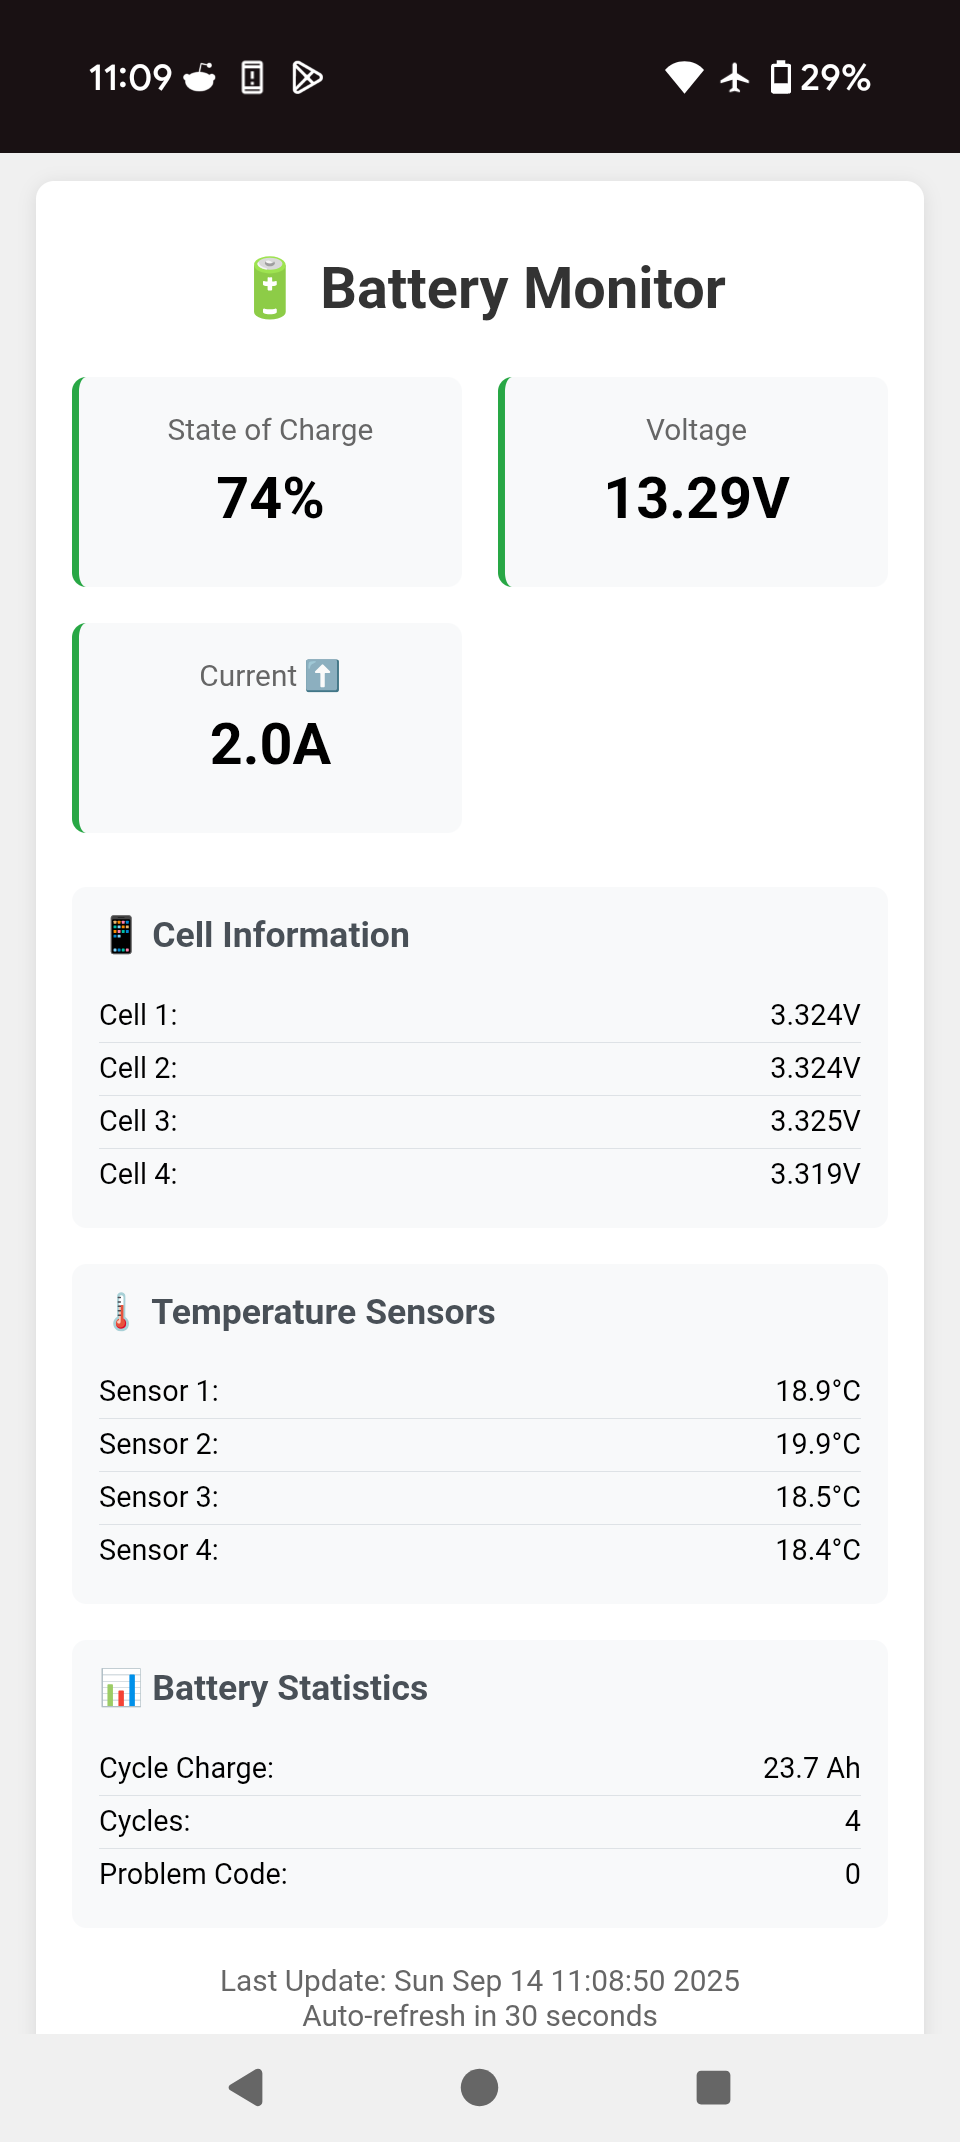 11:09 29%
Battery Monitor
State of Charge
74%
Voltage
13.29V
Current
2.0A
Cell Information
Cell 1: 3.324V
Cell 2: 3.324V
Cell 3: 3.325V
Cell 4: 3.319V
Temperature Sensors
Sensor 1: 18.9°C
Sensor 2: 19.9°C
Sensor 3: 18.5°C
Sensor 4: 18.4°C
Battery Statistics
Cycle Charge: 23.7 Ah
Cycles: 4
Problem Code: 0
Last Update: Sun Sep 14 11:08:50 2025
Auto-refresh in 30 seconds